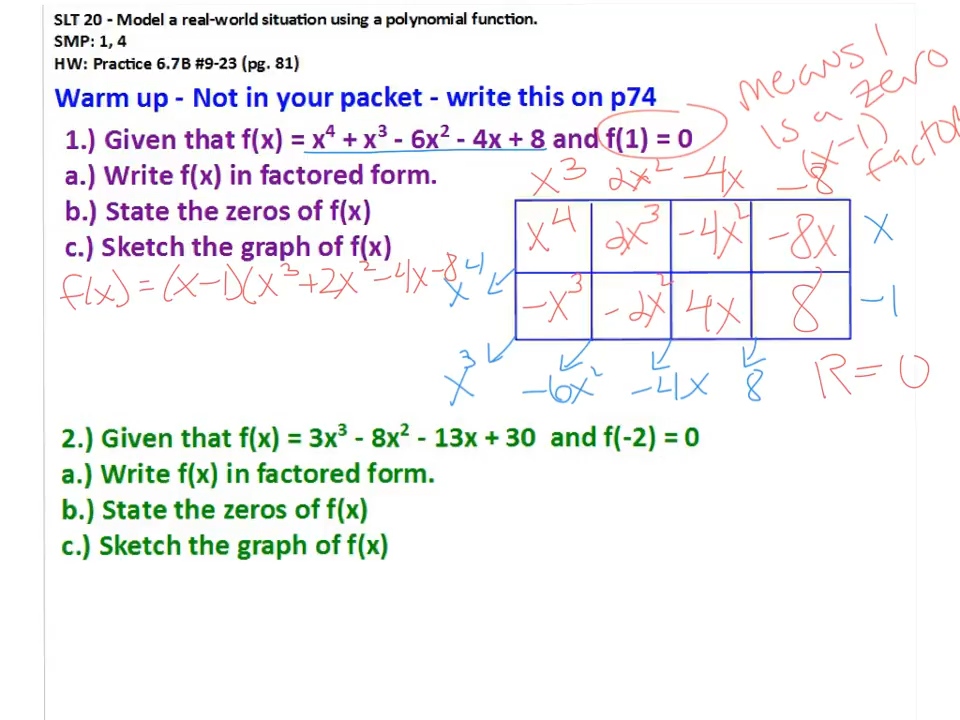 SLT 20 - Model a real-world situation using a polynomial function.
SMP: 1, 4
HW: Practice 6.7B #9-23 (pg. 81)
Warm up - Not in your packet - write this on p74
means 1
is a zero
(x-1)
factor
1.) Given that f(x) = x⁴ + x³ - 6x² - 4x + 8 and f(1) = 0
a.) Write f(x) in factored form.
b.) State the zeros of f(x)
c.) Sketch the graph of f(x)
f(x) = (x-1)(x³+2x²-4x-8
x³ 2x² -4x -8
x⁴ 2x³ -4x² -8x x
x⁴ -x³ -2x² 4x 8 -1
x³ -6x² -4x 8 R = 0
2.) Given that f(x) = 3x³ - 8x² - 13x + 30 and f(-2) = 0
a.) Write f(x) in factored form.
b.) State the zeros of f(x)
c.) Sketch the graph of f(x)